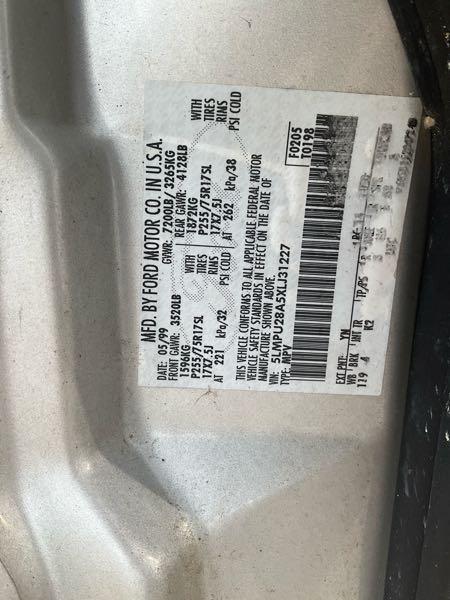 MFD. BY FORD MOTOR CO. IN U.S.A.
DATE: 05/99 GVWR: 7200LB/ 3265KG
FRONT GAWR: 3520LB REAR GAWR: 4128LB
1596KG WITH 1872KG WITH
P255/75R17SL TIRES P255/75R17SL TIRES
17X7.5J RIMS 17X7.5J RIMS
AT 221 kPa/32 PSI COLD AT 262 kPa/38 PSI COLD
THIS VEHICLE CONFORMS TO ALL APPLICABLE FEDERAL MOTOR
VEHICLE SAFETY STANDARDS IN EFFECT ON THE DATE OF
MANUFACTURE SHOWN ABOVE.
VIN: 5LMPU28A5XLJ31227
TYPE: MPV
F0205
T0198
EXT PNT: YN
WB BRK INT TR TP/PS
119 4 K2